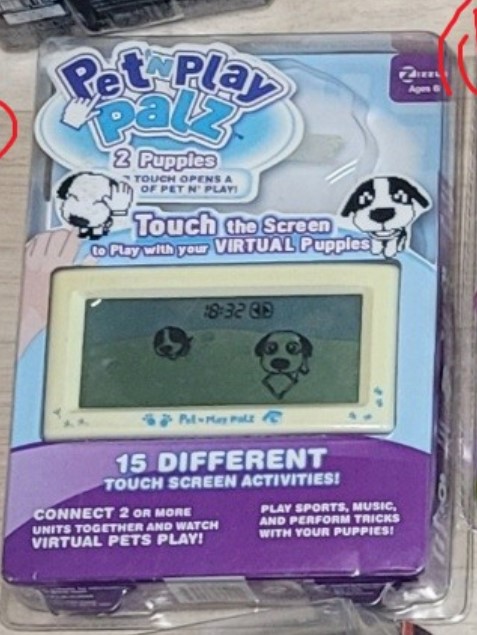 Pet 'N Play
Palz
ZIZZLE
Ages 6
2 Puppies
TOUCH OPENS A
OF PET N' PLAY!
Touch the Screen
to Play with your VIRTUAL Puppies
18:32
Pet n Play Palz
15 DIFFERENT
TOUCH SCREEN ACTIVITIES!
CONNECT 2 OR MORE
UNITS TOGETHER AND WATCH
VIRTUAL PETS PLAY!
PLAY SPORTS, MUSIC,
AND PERFORM TRICKS
WITH YOUR PUPPIES!